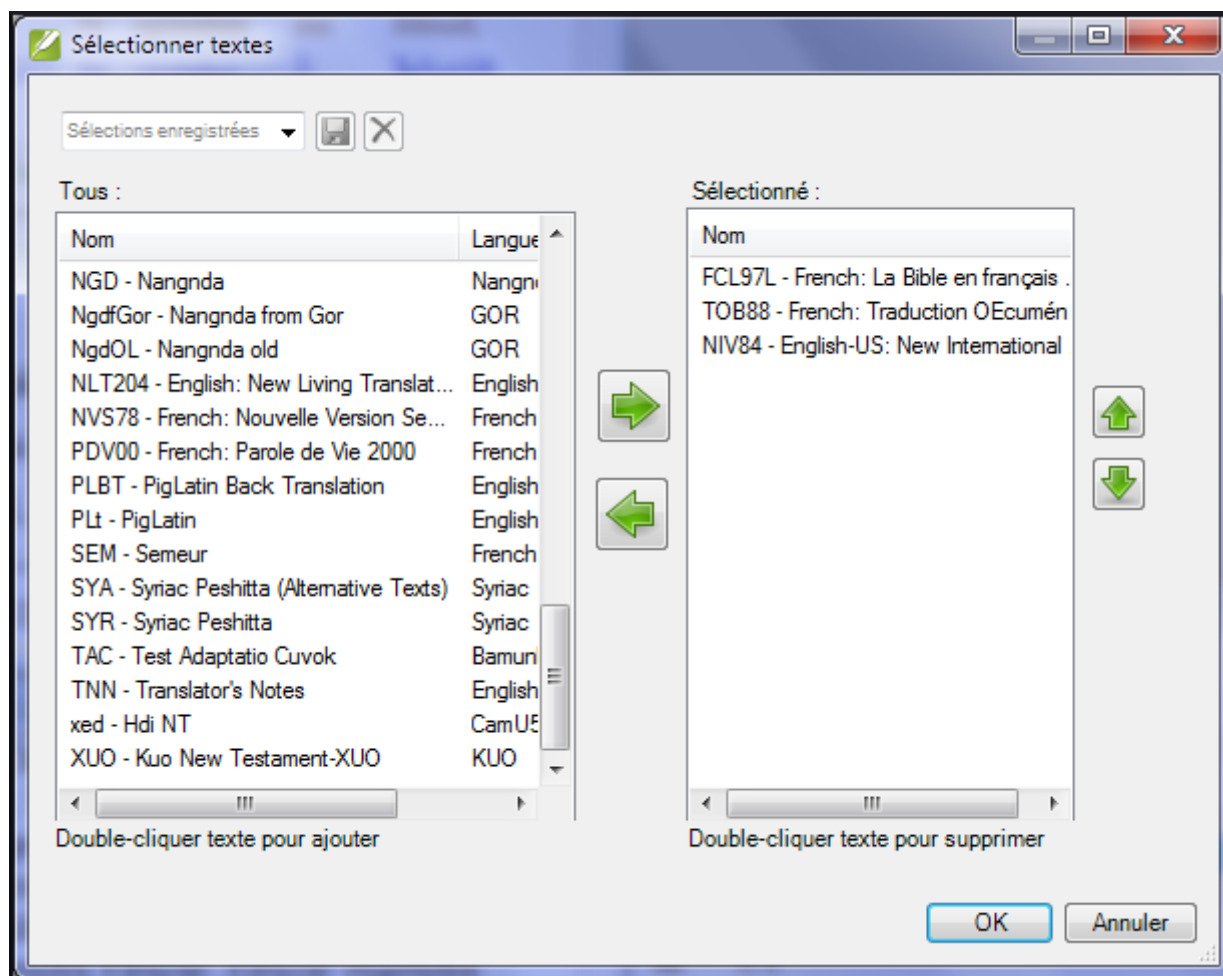 Sélectionner textes
Sélections enregistrées
Tous :
Nom Langue
NGD - Nangnda Nangn
NgdfGor - Nangnda from Gor GOR
NgdOL - Nangnda old GOR
NLT204 - English: New Living Translat... English
NVS78 - French: Nouvelle Version Se... French
PDV00 - French: Parole de Vie 2000 French
PLBT - PigLatin Back Translation English
PLt - PigLatin English
SEM - Semeur French
SYA - Syriac Peshitta (Alternative Texts) Syriac
SYR - Syriac Peshitta Syriac
TAC - Test Adaptatio Cuvok Bamun
TNN - Translator's Notes English
xed - Hdi NT CamU5
XUO - Kuo New Testament-XUO KUO
Double-cliquer texte pour ajouter
Sélectionné :
Nom
FCL97L - French: La Bible en français .
TOB88 - French: Traduction OEcumén
NIV84 - English-US: New International
Double-cliquer texte pour supprimer
OK Annuler